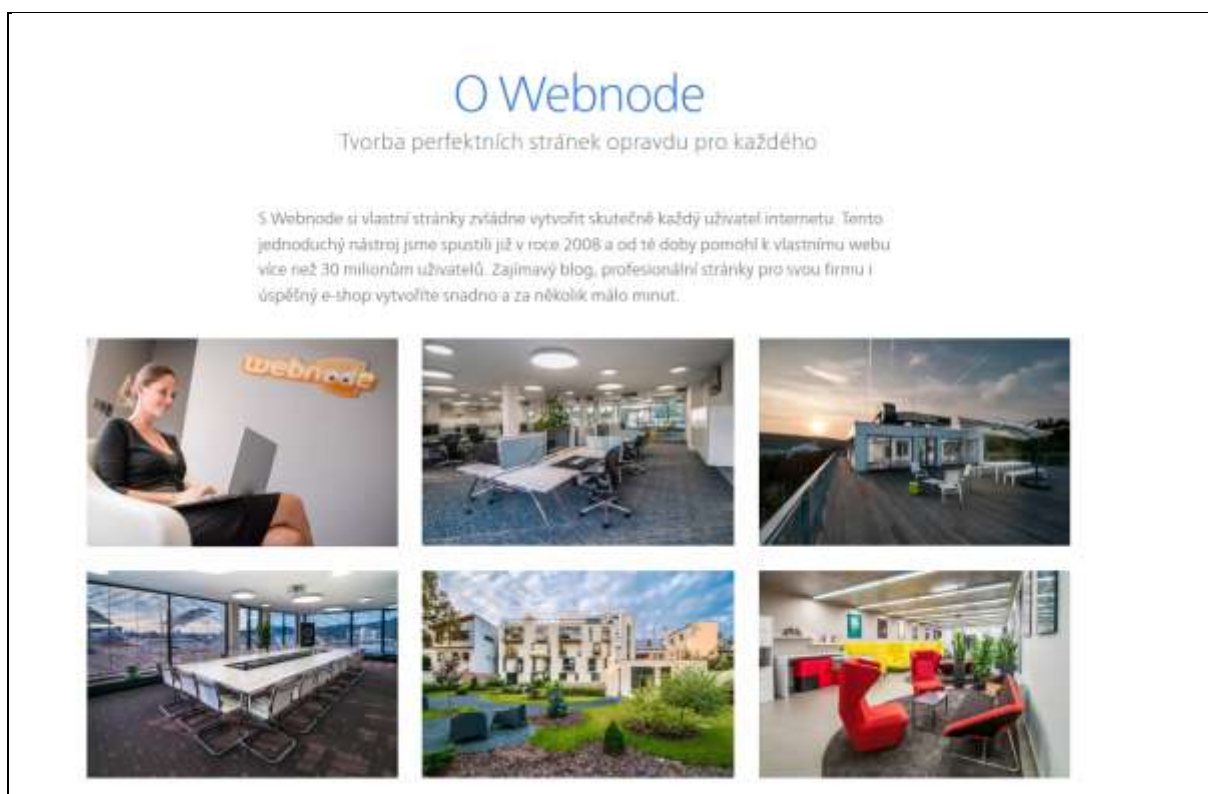 O Webnode
Tvorba perfektních stránek opravdu pro každého
S Webnode si vlastní stránky zvládne vytvořit skutečně každý uživatel internetu. Tento
jednoduchý nástroj jsme spustili již v roce 2008 a od té doby pomohl k vlastnímu webu
více než 30 milionům uživatelů. Zajímavý blog, profesionální stránky pro svou firmu i
úspěšný e-shop vytvoříte snadno a za několik málo minut.
webnode